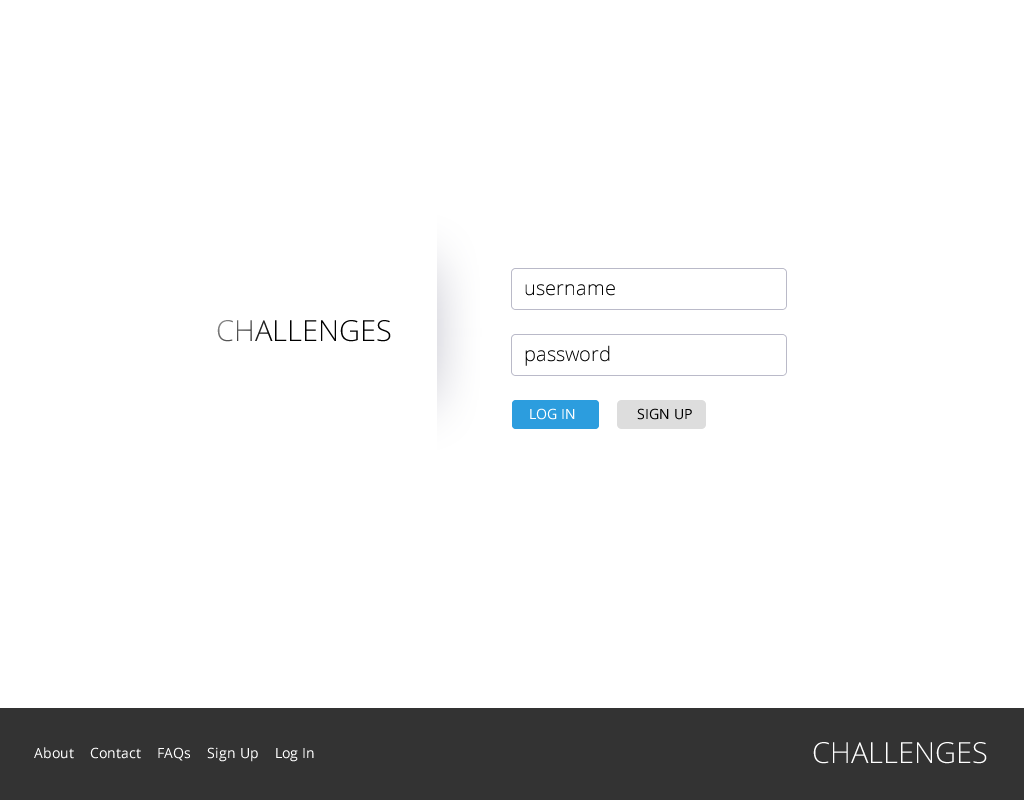 CHALLENGES
username
password
LOG IN SIGN UP
About Contact FAQs Sign Up Log In
CHALLENGES